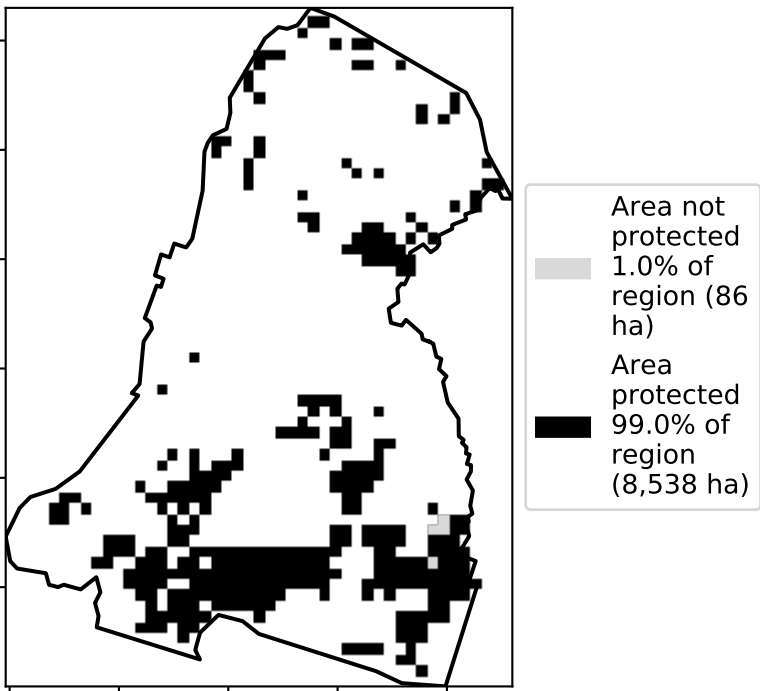 Area not
protected
1.0% of
region (86
ha)
Area
protected
99.0% of
region
(8,538 ha)